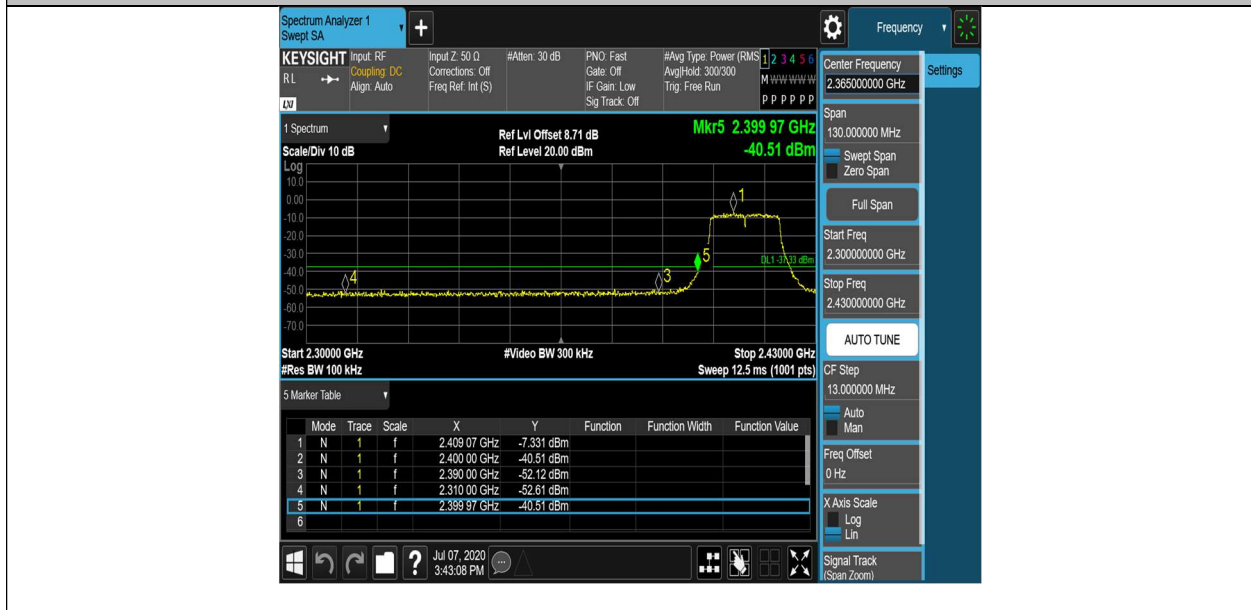 Spectrum Analyzer 1
Swept SA
+
Frequency
KEYSIGHT
RL
LXI
Input: RF
Coupling: DC
Align: Auto
Input Z: 50 Ω
Corrections: Off
Freq Ref: Int (S)
#Atten: 30 dB
PNO: Fast
Gate: Off
IF Gain: Low
Sig Track: Off
#Avg Type: Power (RMS
Avg|Hold: 300/300
Trig: Free Run
1 2 3 4 5 6
M W W W W W
P P P P P P
Center Frequency
2.365000000 GHz
Settings
Span
130.000000 MHz
Swept Span
Zero Span
Full Span
Start Freq
2.300000000 GHz
Stop Freq
2.430000000 GHz
AUTO TUNE
CF Step
13.000000 MHz
Auto
Man
Freq Offset
0 Hz
X Axis Scale
Log
Lin
Signal Track
(Span Zoom)
1 Spectrum
Scale/Div 10 dB
Ref Lvl Offset 8.71 dB
Ref Level 20.00 dBm
Mkr5 2.399 97 GHz
-40.51 dBm
Log
10.0
0.00
-10.0
-20.0
-30.0
-40.0
-50.0
-60.0
-70.0
1
5
3
4
DL1 -37.33 dBm
Start 2.30000 GHz
#Res BW 100 kHz
#Video BW 300 kHz
Stop 2.43000 GHz
Sweep 12.5 ms (1001 pts)
5 Marker Table
Mode Trace Scale X Y Function Function Width Function Value
1 N 1 f 2.409 07 GHz -7.331 dBm
2 N 1 f 2.400 00 GHz -40.51 dBm
3 N 1 f 2.390 00 GHz -52.12 dBm
4 N 1 f 2.310 00 GHz -52.61 dBm
5 N 1 f 2.399 97 GHz -40.51 dBm
6
?
Jul 07, 2020
3:43:08 PM